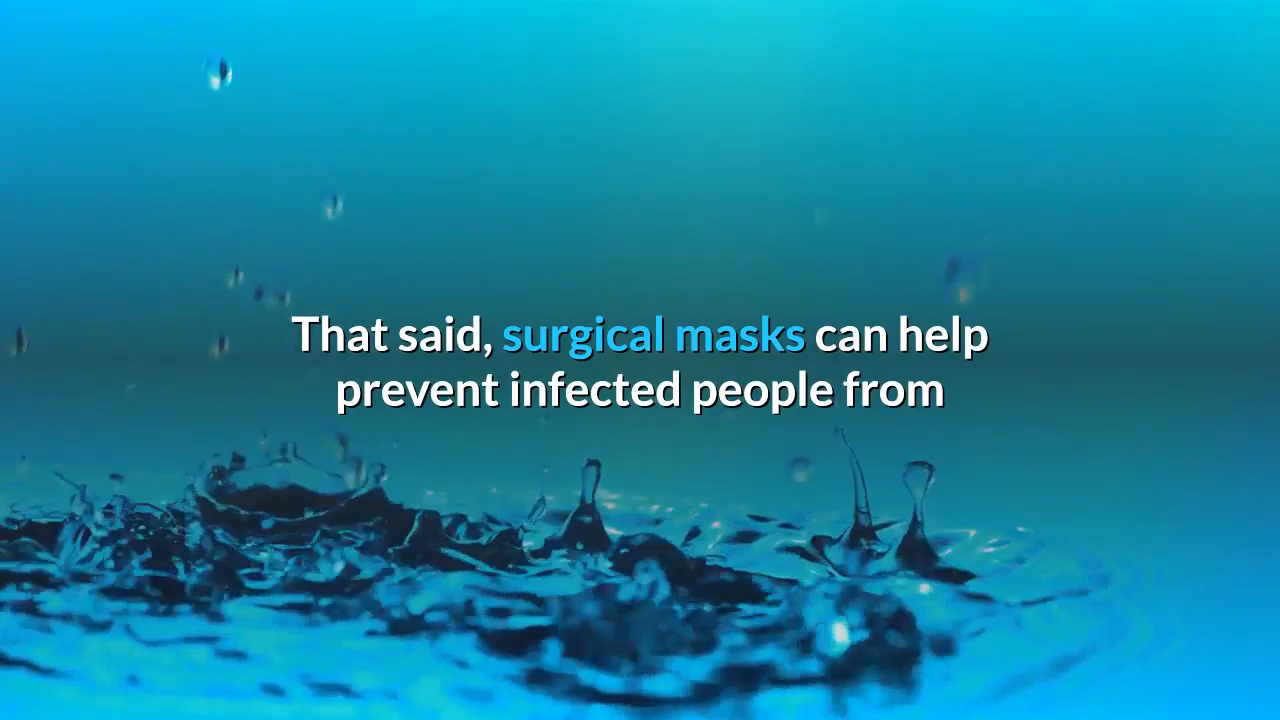 That said, surgical masks can help
prevent infected people from